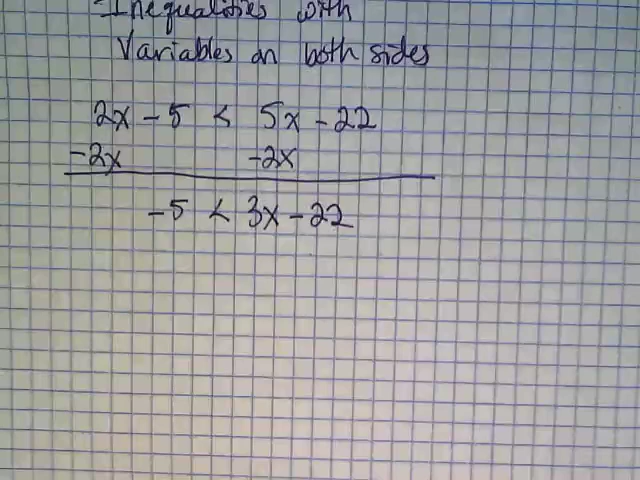 Inequalities with
Variables on both sides
2x - 5 < 5x - 22
-2x -2x
-5 < 3x - 22